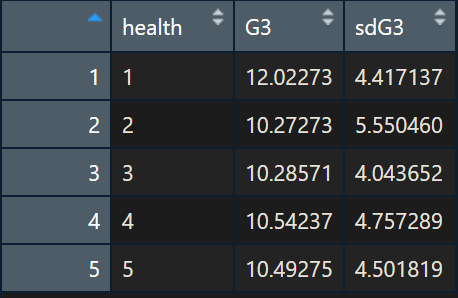 health G3 sdG3
1 1 12.02273 4.417137
2 2 10.27273 5.550460
3 3 10.28571 4.043652
4 4 10.54237 4.757289
5 5 10.49275 4.501819